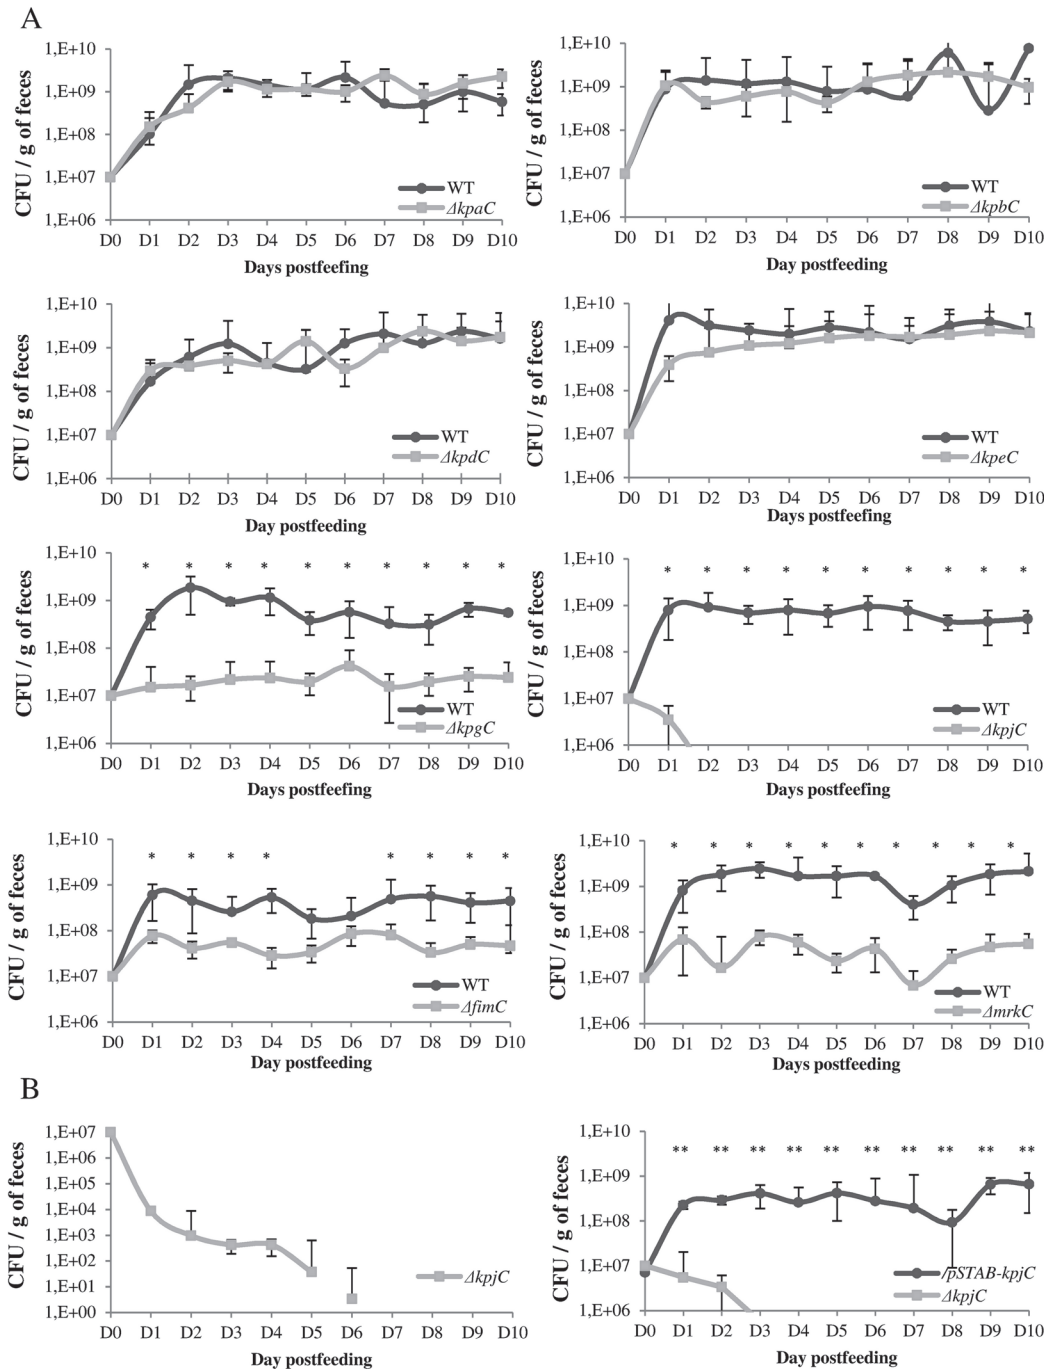 A
CFU / g of feces
1,E+10
1,E+09
1,E+08
1,E+07
1,E+06
WT
ΔkpaC
D0 D1 D2 D3 D4 D5 D6 D7 D8 D9 D10
Days postfeefing
CFU / g of feces
1,E+10
1,E+09
1,E+08
1,E+07
1,E+06
WT
ΔkpbC
D0 D1 D2 D3 D4 D5 D6 D7 D8 D9 D10
Day postfeeding
CFU / g of feces
1,E+10
1,E+09
1,E+08
1,E+07
1,E+06
WT
ΔkpdC
D0 D1 D2 D3 D4 D5 D6 D7 D8 D9 D10
Day postfeeding
CFU / g of feces
1,E+10
1,E+09
1,E+08
1,E+07
1,E+06
WT
ΔkpeC
D0 D1 D2 D3 D4 D5 D6 D7 D8 D9 D10
Days postfeefing
CFU / g of feces
1,E+10
1,E+09
1,E+08
1,E+07
1,E+06
* * * * * * * * * *
WT
ΔkpgC
D0 D1 D2 D3 D4 D5 D6 D7 D8 D9 D10
Days postfeefing
CFU / g of feces
1,E+10
1,E+09
1,E+08
1,E+07
1,E+06
* * * * * * * * * *
WT
ΔkpjC
D0 D1 D2 D3 D4 D5 D6 D7 D8 D9 D10
Days postfeeding
CFU / g of feces
1,E+10
1,E+09
1,E+08
1,E+07
1,E+06
* * * * * * * *
WT
ΔfimC
D0 D1 D2 D3 D4 D5 D6 D7 D8 D9 D10
Day postfeeding
CFU / g of feces
1,E+10
1,E+09
1,E+08
1,E+07
1,E+06
* * * * * * * * * *
WT
ΔmrkC
D0 D1 D2 D3 D4 D5 D6 D7 D8 D9 D10
Day postfeeding
B
CFU / g of feces
1,E+07
1,E+06
1,E+05
1,E+04
1,E+03
1,E+02
1,E+01
1,E+00
ΔkpjC
D0 D1 D2 D3 D4 D5 D6 D7 D8 D9 D10
Day postfeeding
CFU / g of feces
1,E+10
1,E+09
1,E+08
1,E+07
1,E+06
** ** ** ** ** ** ** ** ** **
/pSTAB-kpjC
ΔkpjC
D0 D1 D2 D3 D4 D5 D6 D7 D8 D9 D10
Day postfeeding